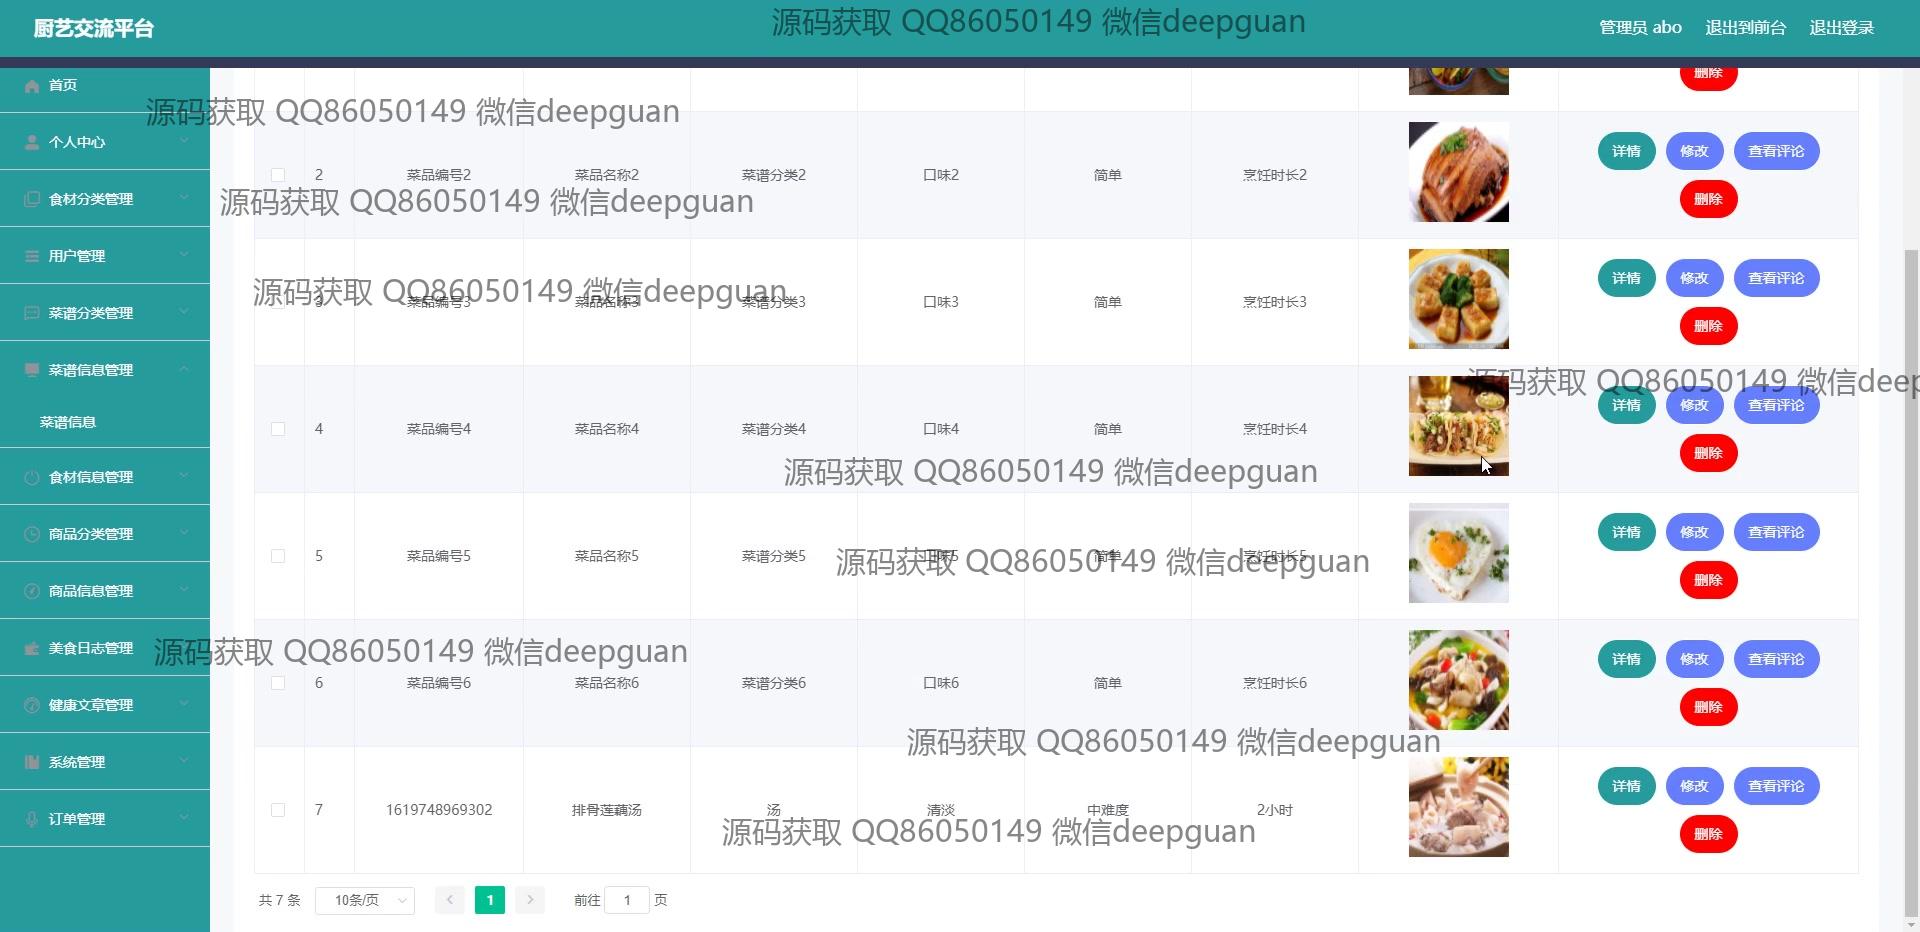 厨艺交流平台
源码获取 QQ86050149 微信deepguan
管理员 abo 退出到前台 退出登录
首页
个人中心
食材分类管理
用户管理
菜谱分类管理
菜谱信息管理
菜谱信息
食材信息管理
商品分类管理
商品信息管理
美食日志管理
健康文章管理
系统管理
订单管理
删除
源码获取 QQ86050149 微信deepguan
2 菜品编号2 菜品名称2 菜谱分类2 口味2 简单 烹饪时长2 详情 修改 查看评论
删除
源码获取 QQ86050149 微信deepguan
源码获取 QQ86050149 微信deepguan
3 菜品编号3 菜品名称3 菜谱分类3 口味3 简单 烹饪时长3 详情 修改 查看评论
删除
源码获取 QQ86050149 微信deep
4 菜品编号4 菜品名称4 菜谱分类4 口味4 简单 烹饪时长4 详情 修改 查看评论
删除
源码获取 QQ86050149 微信deepguan
5 菜品编号5 菜品名称5 菜谱分类5 口味5 简单 烹饪时长5 详情 修改 查看评论
删除
源码获取 QQ86050149 微信deepguan
源码获取 QQ86050149 微信deepguan
6 菜品编号6 菜品名称6 菜谱分类6 口味6 简单 烹饪时长6 详情 修改 查看评论
删除
源码获取 QQ86050149 微信deepguan
7 1619748969302 排骨莲藕汤 汤 清淡 中难度 2小时 详情 修改 查看评论
删除
源码获取 QQ86050149 微信deepguan
共 7 条 10条/页 1 前往 1 页